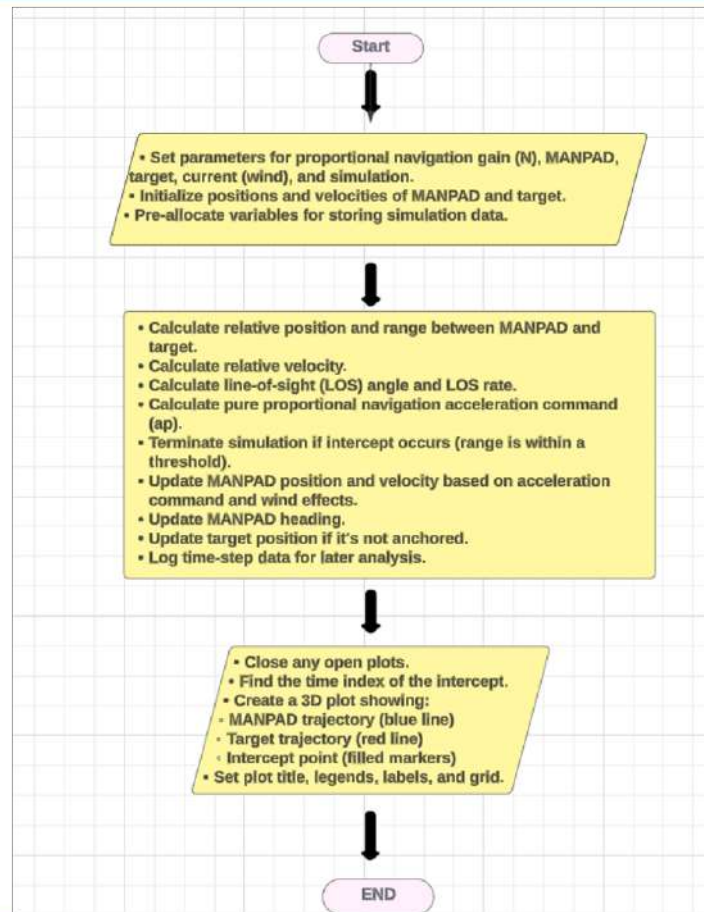 Start
• Set parameters for proportional navigation gain (N), MANPAD,
target, current (wind), and simulation.
• Initialize positions and velocities of MANPAD and target.
• Pre-allocate variables for storing simulation data.
• Calculate relative position and range between MANPAD and
target.
• Calculate relative velocity.
• Calculate line-of-sight (LOS) angle and LOS rate.
• Calculate pure proportional navigation acceleration command
(ap).
• Terminate simulation if intercept occurs (range is within a
threshold).
• Update MANPAD position and velocity based on acceleration
command and wind effects.
• Update MANPAD heading.
• Update target position if it's not anchored.
• Log time-step data for later analysis.
• Close any open plots.
• Find the time index of the intercept.
• Create a 3D plot showing:
◦ MANPAD trajectory (blue line)
◦ Target trajectory (red line)
◦ Intercept point (filled markers)
• Set plot title, legends, labels, and grid.
END